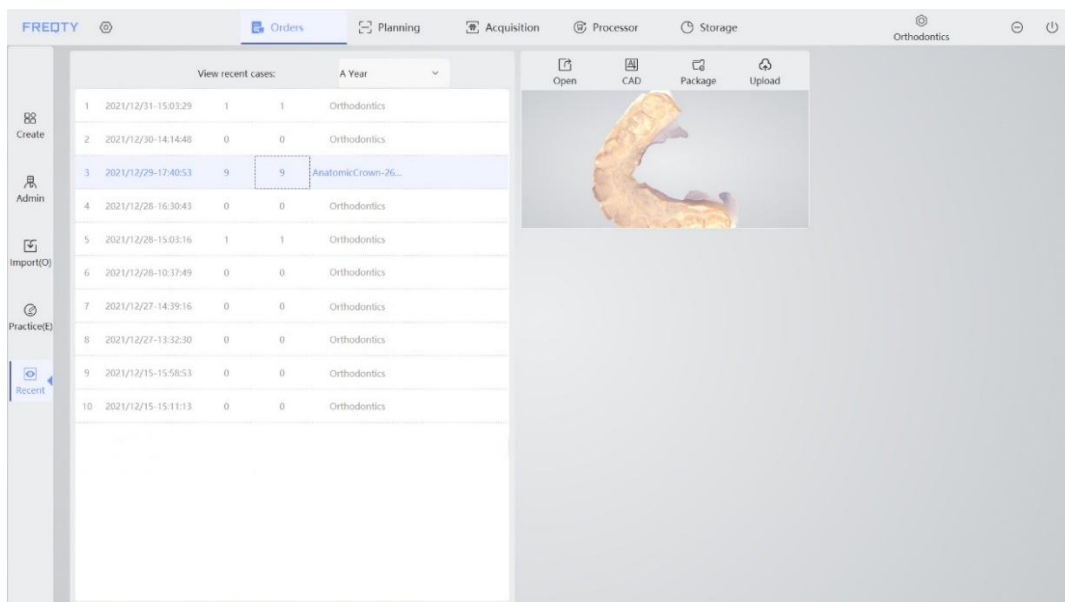 FREQTY Orders Planning Acquisition Processor Storage Orthodontics
View recent cases: A Year
Open CAD Package Upload
Create
Admin
Import(O)
Practice(E)
Recent
1 2021/12/31-15:03:29 1 1 Orthodontics
2 2021/12/30-14:14:48 0 0 Orthodontics
3 2021/12/29-17:40:53 9 9 AnatomicCrown-26...
4 2021/12/28-16:30:43 0 0 Orthodontics
5 2021/12/28-15:03:16 1 1 Orthodontics
6 2021/12/28-10:37:49 0 0 Orthodontics
7 2021/12/27-14:39:16 0 0 Orthodontics
8 2021/12/27-13:32:30 0 0 Orthodontics
9 2021/12/15-15:58:53 0 0 Orthodontics
10 2021/12/15-15:11:13 0 0 Orthodontics